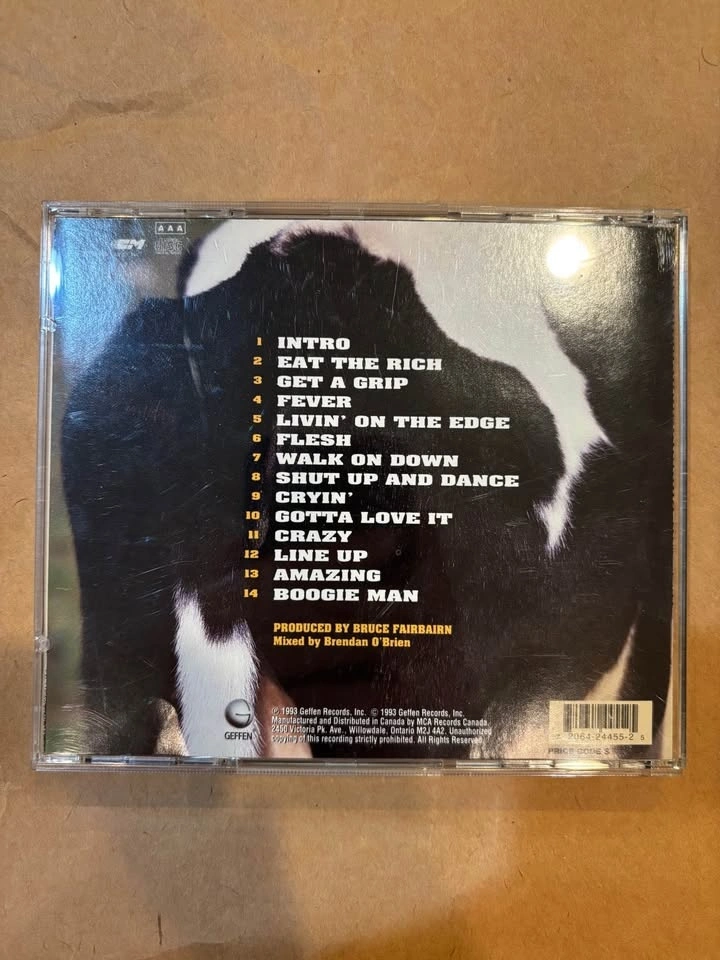 AAA
1 INTRO
2 EAT THE RICH
3 GET A GRIP
4 FEVER
5 LIVIN' ON THE EDGE
6 FLESH
7 WALK ON DOWN
8 SHUT UP AND DANCE
9 CRYIN'
10 GOTTA LOVE IT
11 CRAZY
12 LINE UP
13 AMAZING
14 BOOGIE MAN
PRODUCED BY BRUCE FAIRBAIRN
Mixed by Brendan O'Brien
GEFFEN
℗ 1993 Geffen Records, Inc. © 1993 Geffen Records, Inc.
Manufactured and Distributed in Canada by MCA Records Canada,
2450 Victoria Pk. Ave., Willowdale, Ontario M2J 4A2. Unauthorized
copying of this recording strictly prohibited. All Rights Reserved
2064-24455-2 5
PRICE CODE S